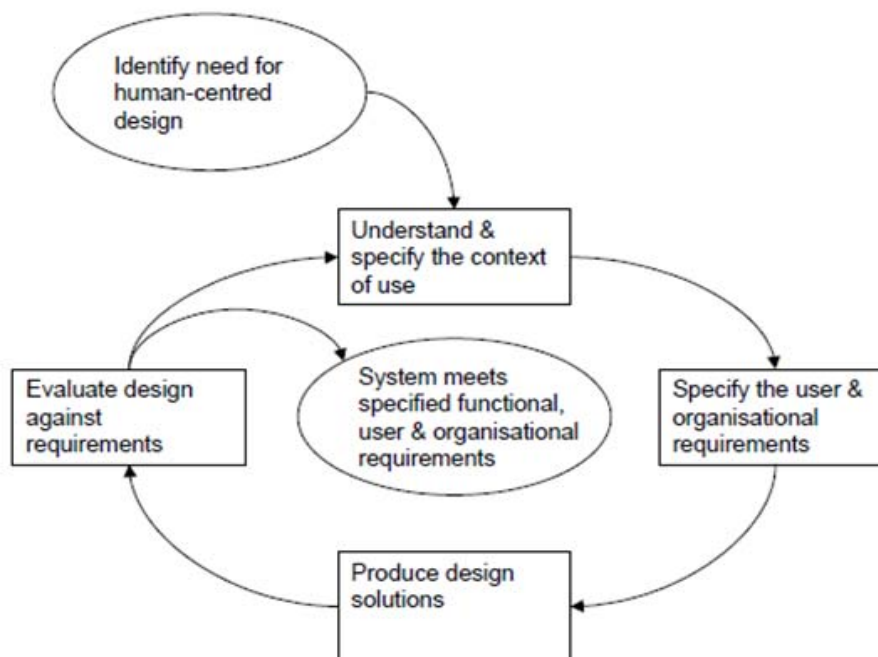 Identify need for
human-centred
design
Understand &
specify the context
of use
Evaluate design
against
requirements
System meets
specified functional,
user & organisational
requirements
Specify the user &
organisational
requirements
Produce design
solutions